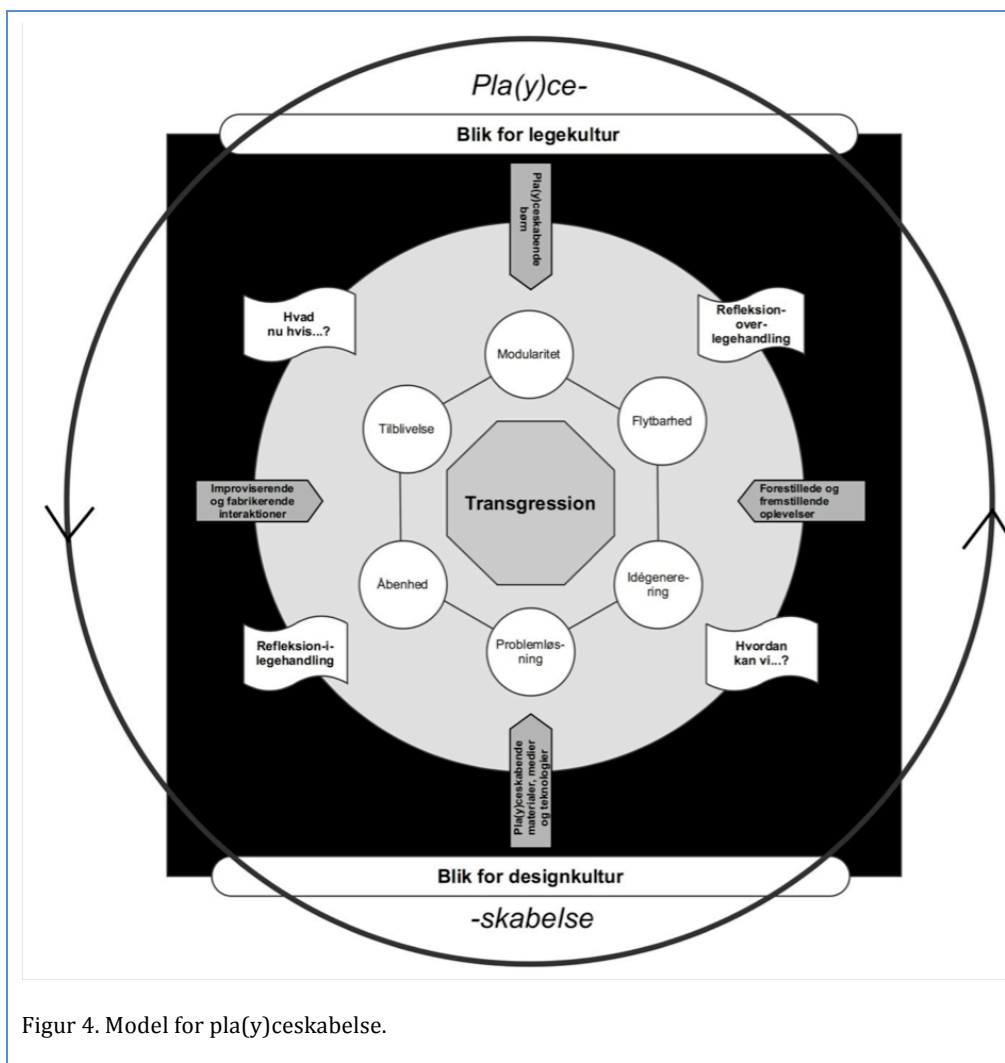 Pla(y)ce-
Blik for legekultur
Pla(y)ceskabende
børn
Hvad
nu hvis...?
Refleksion-
over-
legehandling
Modularitet
Tilblivelse
Flytbarhed
Improviserende
og fabrikerende
interaktioner
Transgression
Forestillede og
fremstillende
oplevelser
Åbenhed
Idégenere-
ring
Refleksion-i-
legehandling
Problemløs-
ning
Hvordan
kan vi...?
Pla(y)ceskabende
materialer, medier
og teknologier
Blik for designkultur
-skabelse
Figur 4. Model for pla(y)ceskabelse.